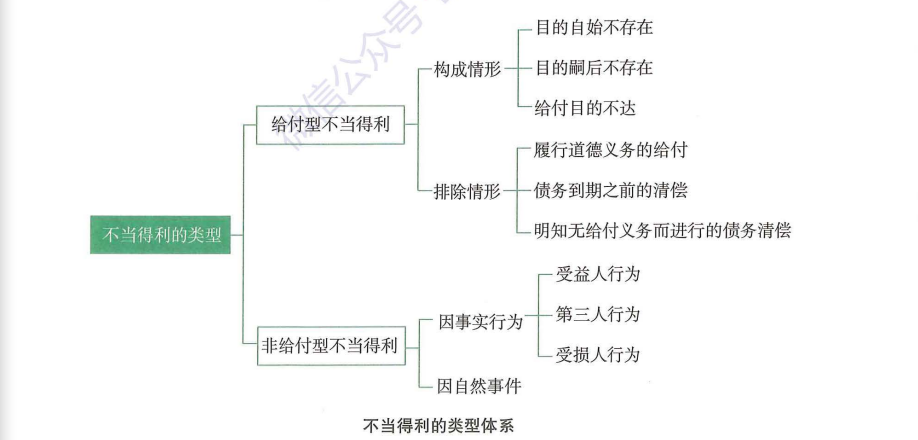 微信公众号
目的自始不存在
构成情形
目的嗣后不存在
给付型不当得利
给付目的不达
履行道德义务的给付
排除情形
债务到期之前的清偿
不当得利的类型
明知无给付义务而进行的债务清偿
受益人行为
因事实行为
第三人行为
非给付型不当得利
受损人行为
因自然事件
不当得利的类型体系